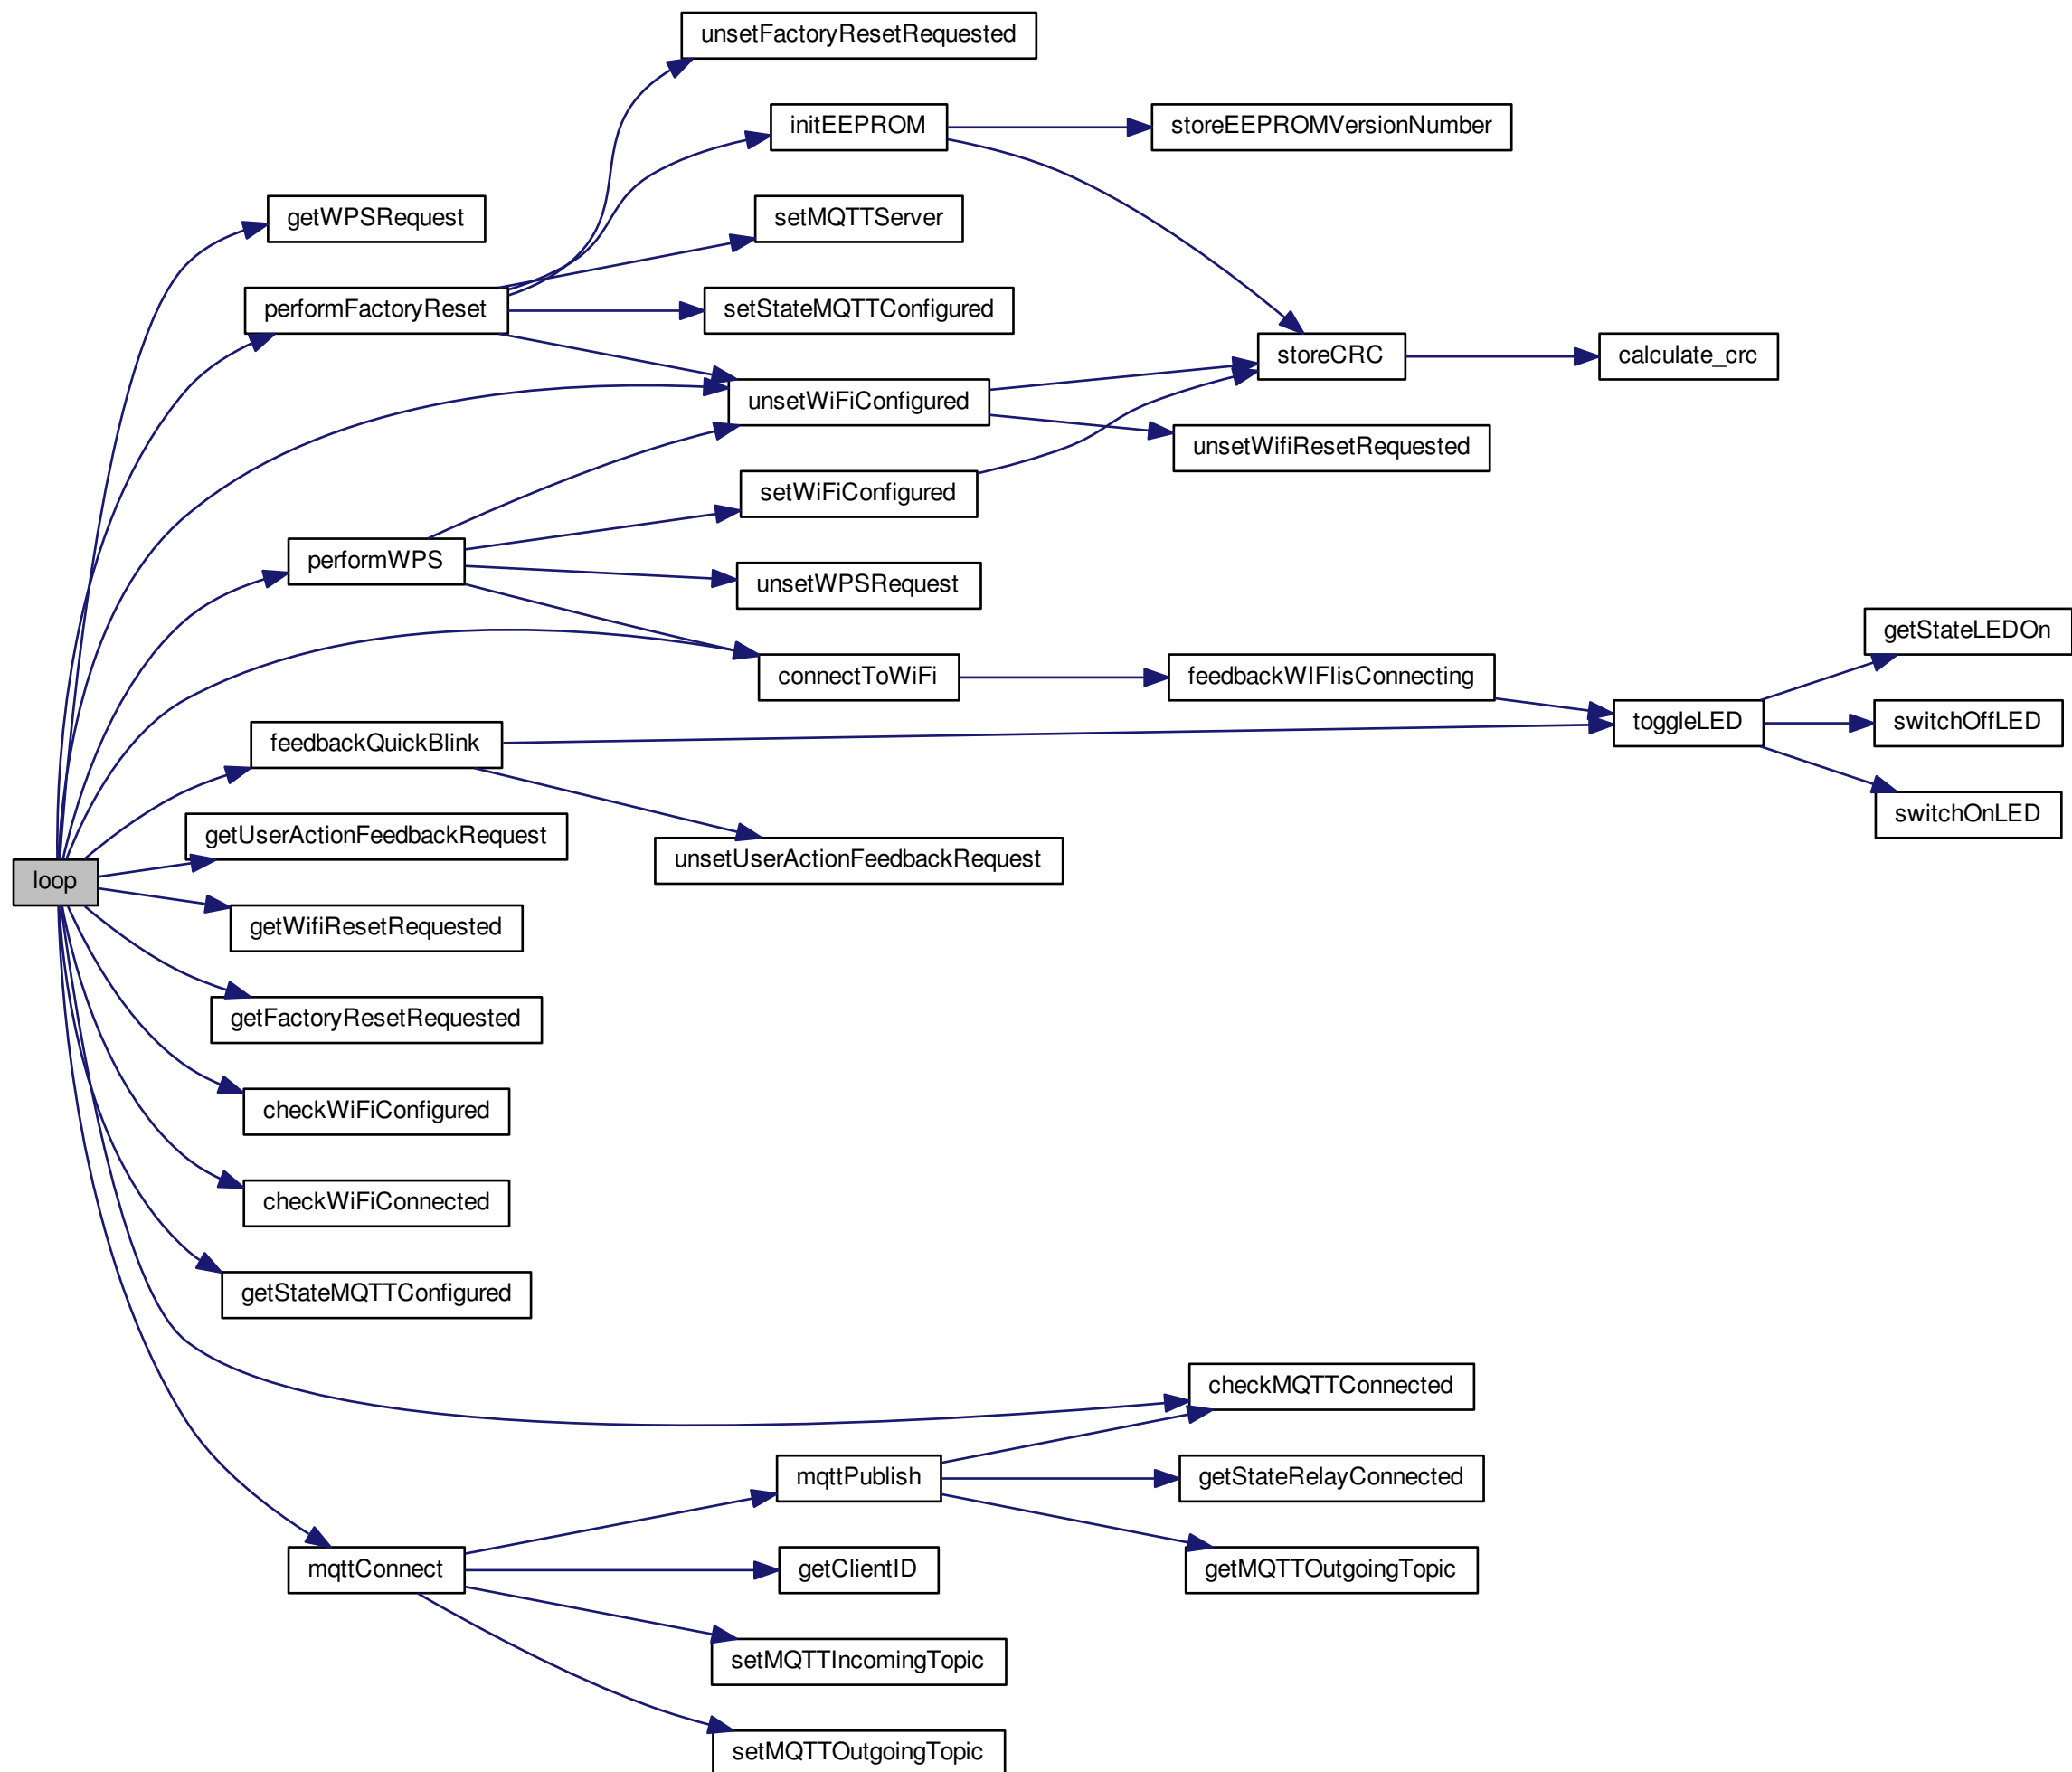 unsetFactoryResetRequested
initEEPROM
storeEEPROMVersionNumber
getWPSRequest
setMQTTServer
performFactoryReset
setStateMQTTConfigured
storeCRC
calculate_crc
unsetWiFiConfigured
unsetWifiResetRequested
setWiFiConfigured
performWPS
unsetWPSRequest
getStateLEDOn
connectToWiFi
feedbackWIFIisConnecting
toggleLED
switchOffLED
feedbackQuickBlink
switchOnLED
getUserActionFeedbackRequest
unsetUserActionFeedbackRequest
loop
getWifiResetRequested
getFactoryResetRequested
checkWiFiConfigured
checkWiFiConnected
getStateMQTTConfigured
checkMQTTConnected
mqttPublish
getStateRelayConnected
mqttConnect
getClientID
getMQTTOutgoingTopic
setMQTTIncomingTopic
setMQTTOutgoingTopic